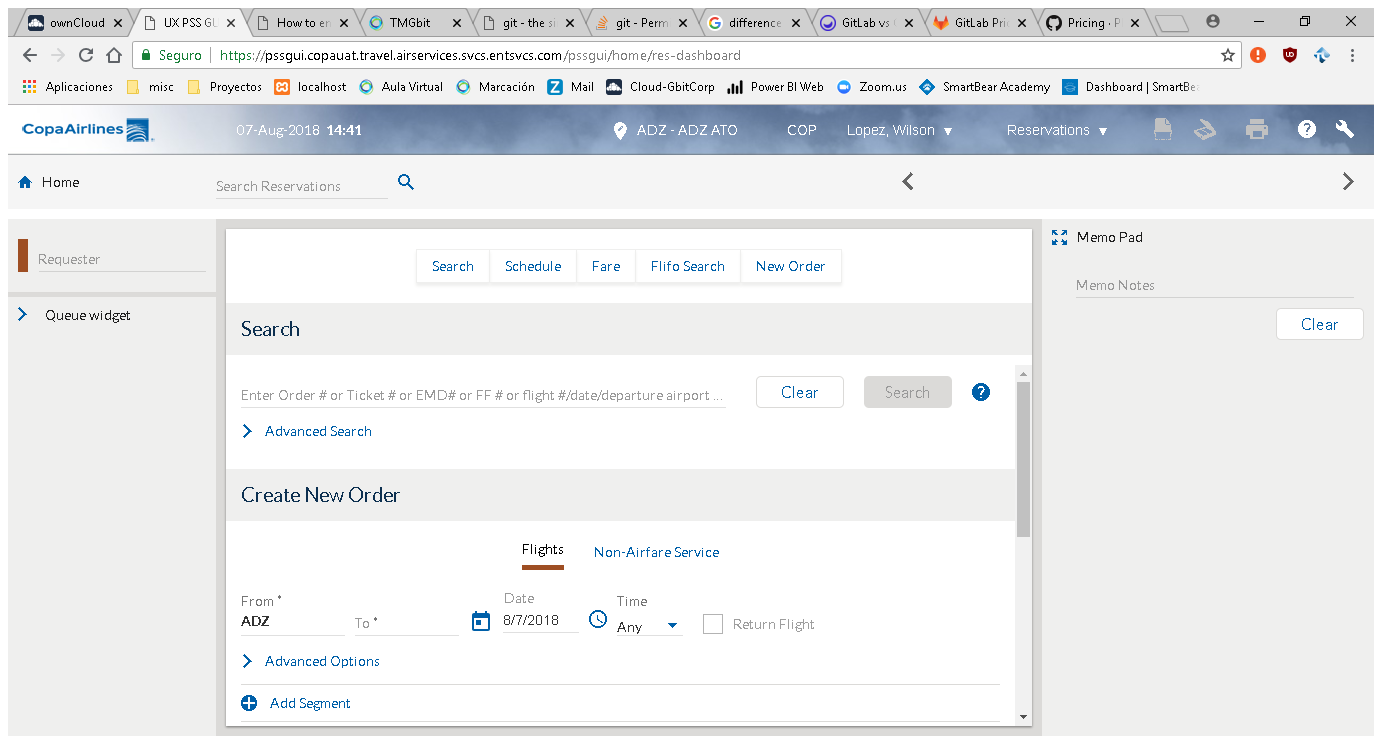 ownCloud
UX PSS GU
How to en
TMGbit
git - the si
git - Perm
difference
GitLab vs
GitLab Pri
Pricing · P
Seguro https://pssgui.copauat.travel.airservices.svcs.entsvcs.com/pssgui/home/res-dashboard
Aplicaciones misc Proyectos localhost Aula Virtual Marcación Mail Cloud-GbitCorp Power BI Web Zoom.us SmartBear Academy Dashboard | SmartBe
CopaAirlines 07-Aug-2018 14:41 ADZ - ADZ ATO COP Lopez, Wilson Reservations
Home Search Reservations
Requester
Queue widget
Search Schedule Fare Flifo Search New Order
Search
Enter Order # or Ticket # or EMD# or FF # or flight #/date/departure airport ... Clear Search
Advanced Search
Create New Order
Flights Non-Airfare Service
From * Date Time
ADZ To * 8/7/2018 Any Return Flight
Advanced Options
Add Segment
Memo Pad
Memo Notes
Clear